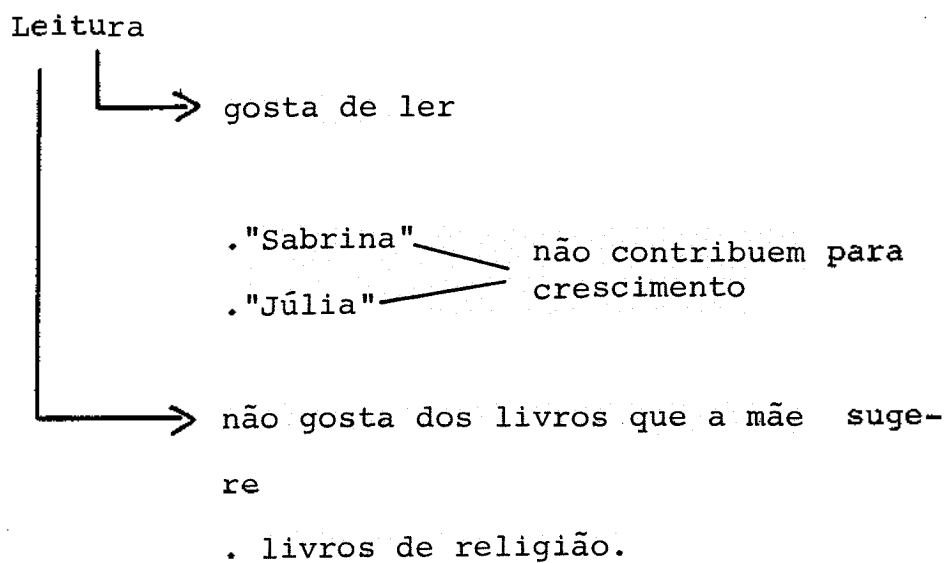 Leitura
gosta de ler
."Sabrina"
."Júlia"
não contribuem para
crescimento
não gosta dos livros que a mãe suge-
re
. livros de religião.